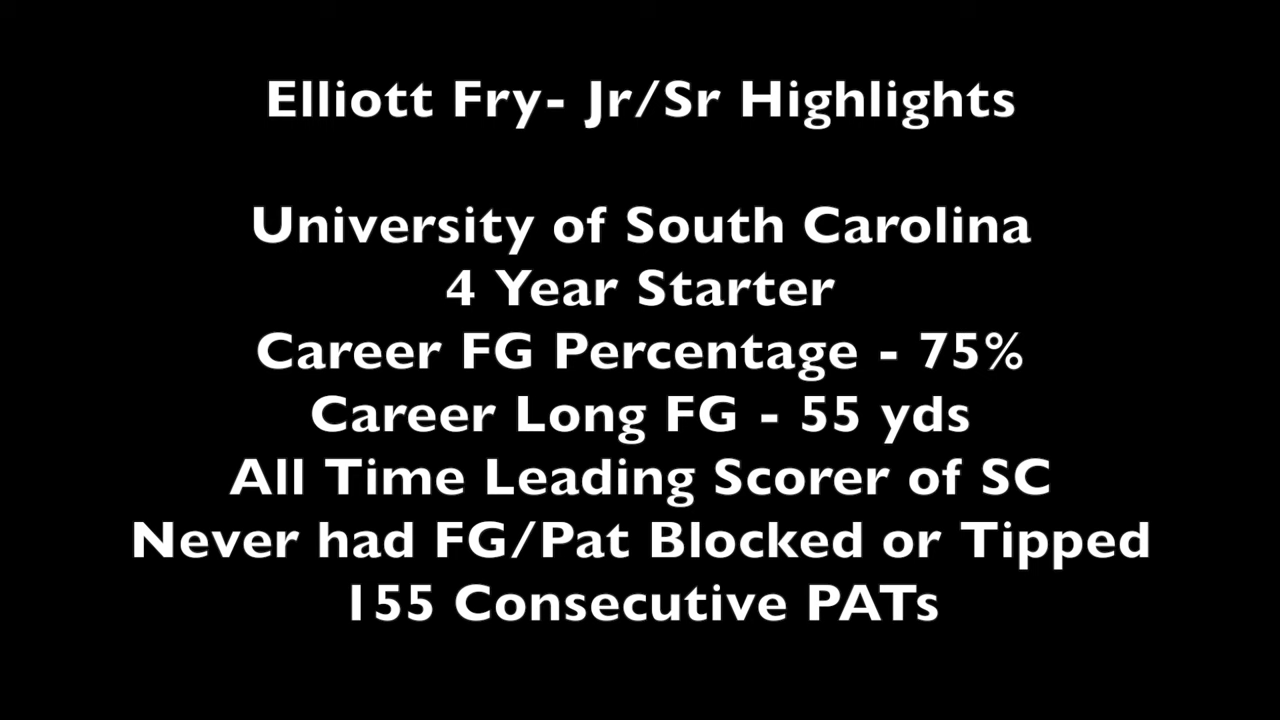 Elliott Fry- Jr/Sr Highlights
University of South Carolina
4 Year Starter
Career FG Percentage - 75%
Career Long FG - 55 yds
All Time Leading Scorer of SC
Never had FG/Pat Blocked or Tipped
155 Consecutive PATs